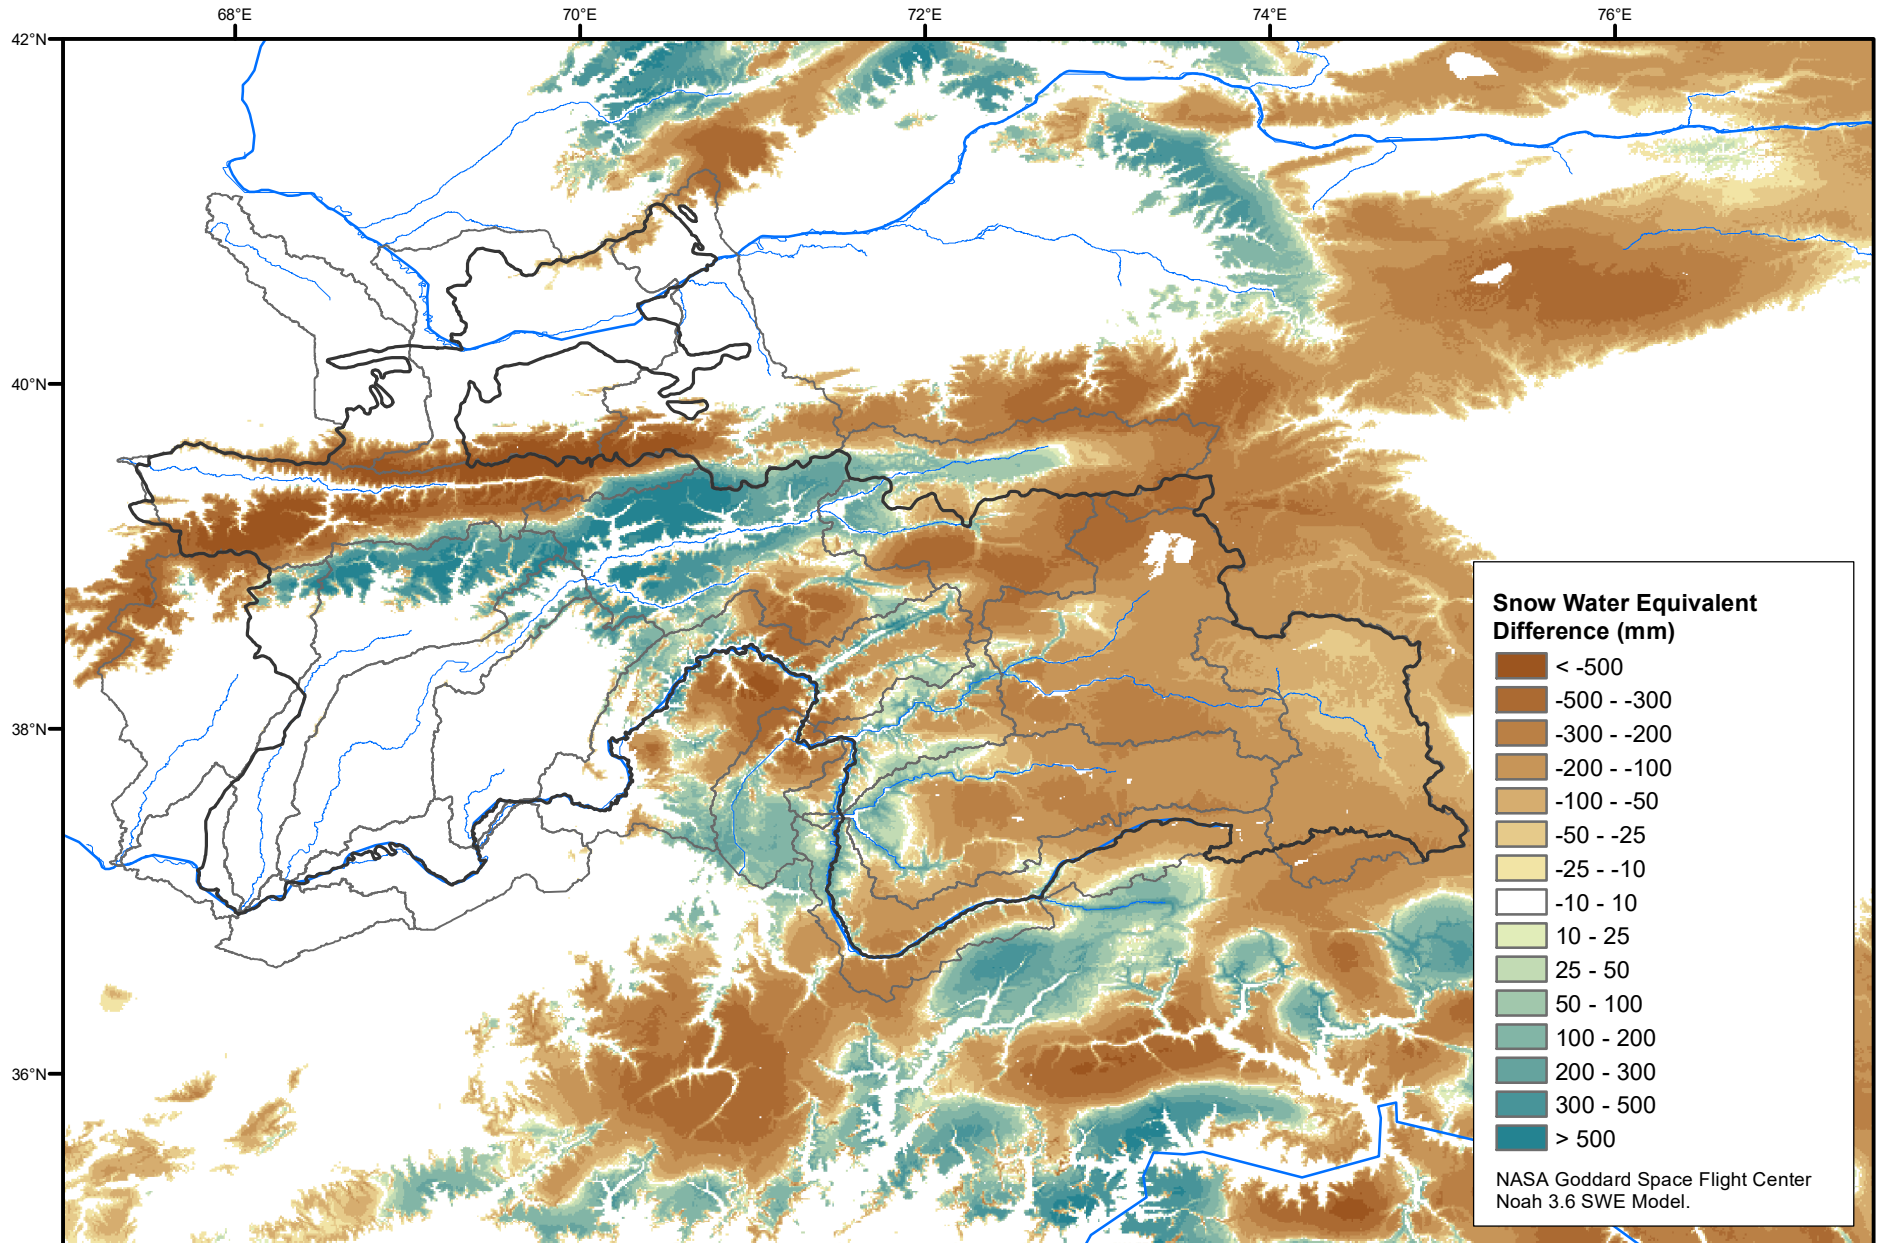 68°E 70°E 72°E 74°E 76°E
42°N
40°N
38°N
36°N
Snow Water Equivalent
Difference (mm)
< -500
-500 - -300
-300 - -200
-200 - -100
-100 - -50
-50 - -25
-25 - -10
-10 - 10
10 - 25
25 - 50
50 - 100
100 - 200
200 - 300
300 - 500
> 500
NASA Goddard Space Flight Center
Noah 3.6 SWE Model.